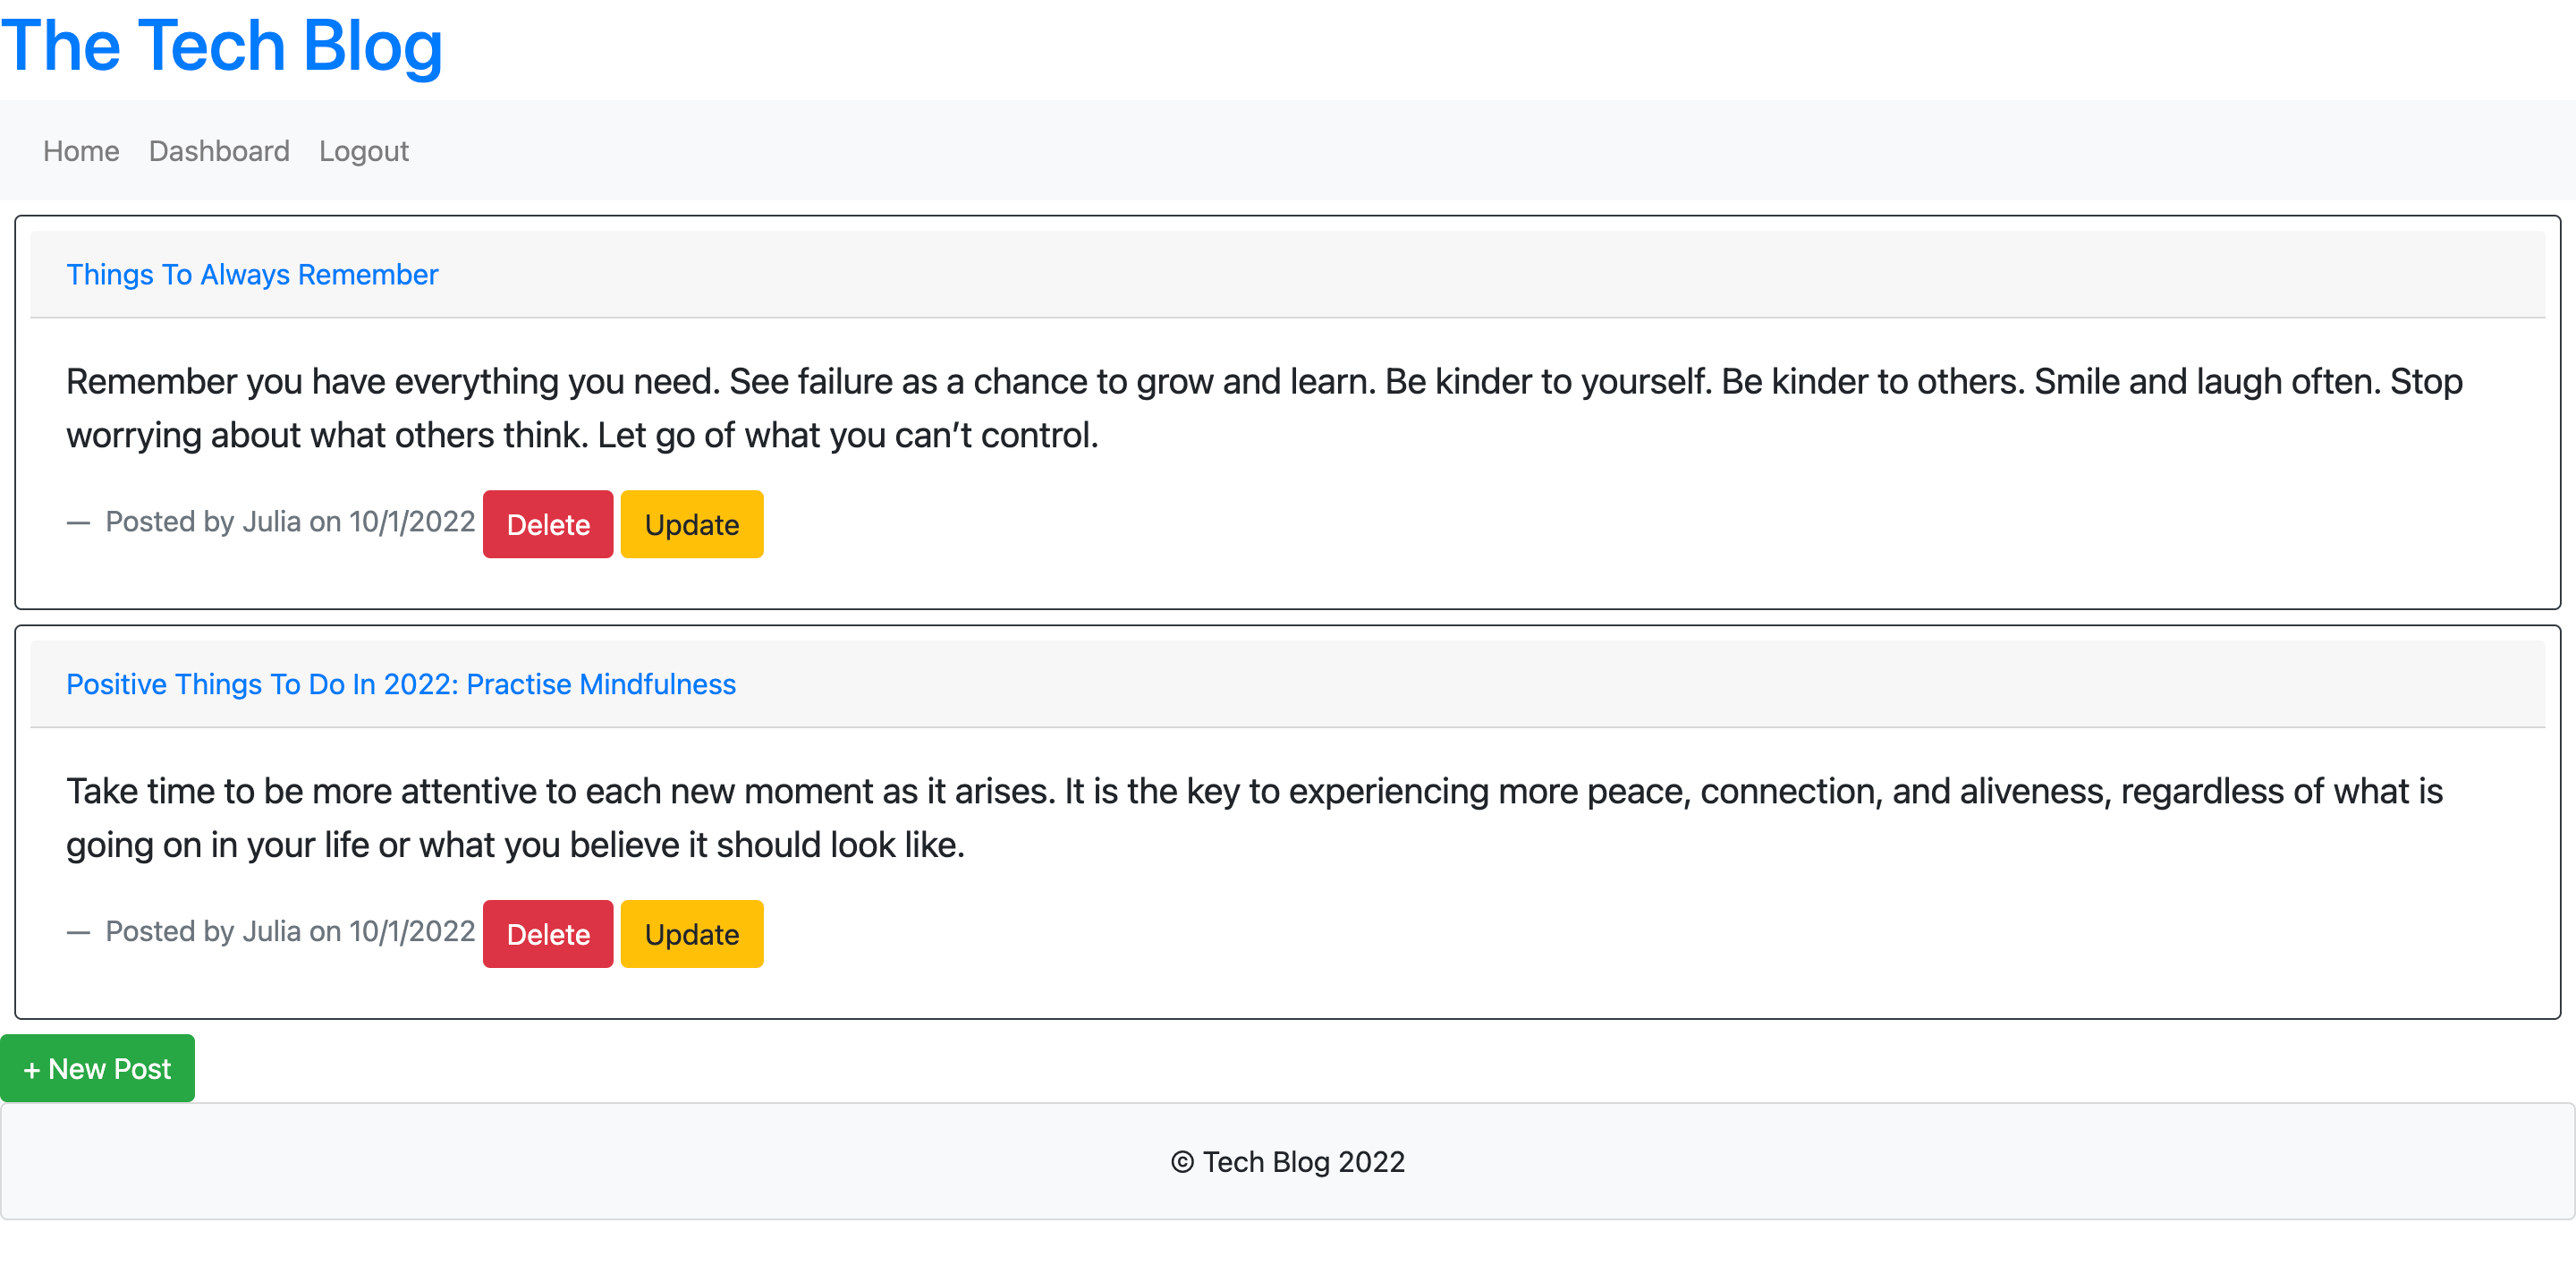 The Tech Blog
Home Dashboard Logout
Things To Always Remember
Remember you have everything you need. See failure as a chance to grow and learn. Be kinder to yourself. Be kinder to others. Smile and laugh often. Stop
worrying about what others think. Let go of what you can’t control.
— Posted by Julia on 10/1/2022 Delete Update
Positive Things To Do In 2022: Practise Mindfulness
Take time to be more attentive to each new moment as it arises. It is the key to experiencing more peace, connection, and aliveness, regardless of what is
going on in your life or what you believe it should look like.
— Posted by Julia on 10/1/2022 Delete Update
+ New Post
© Tech Blog 2022